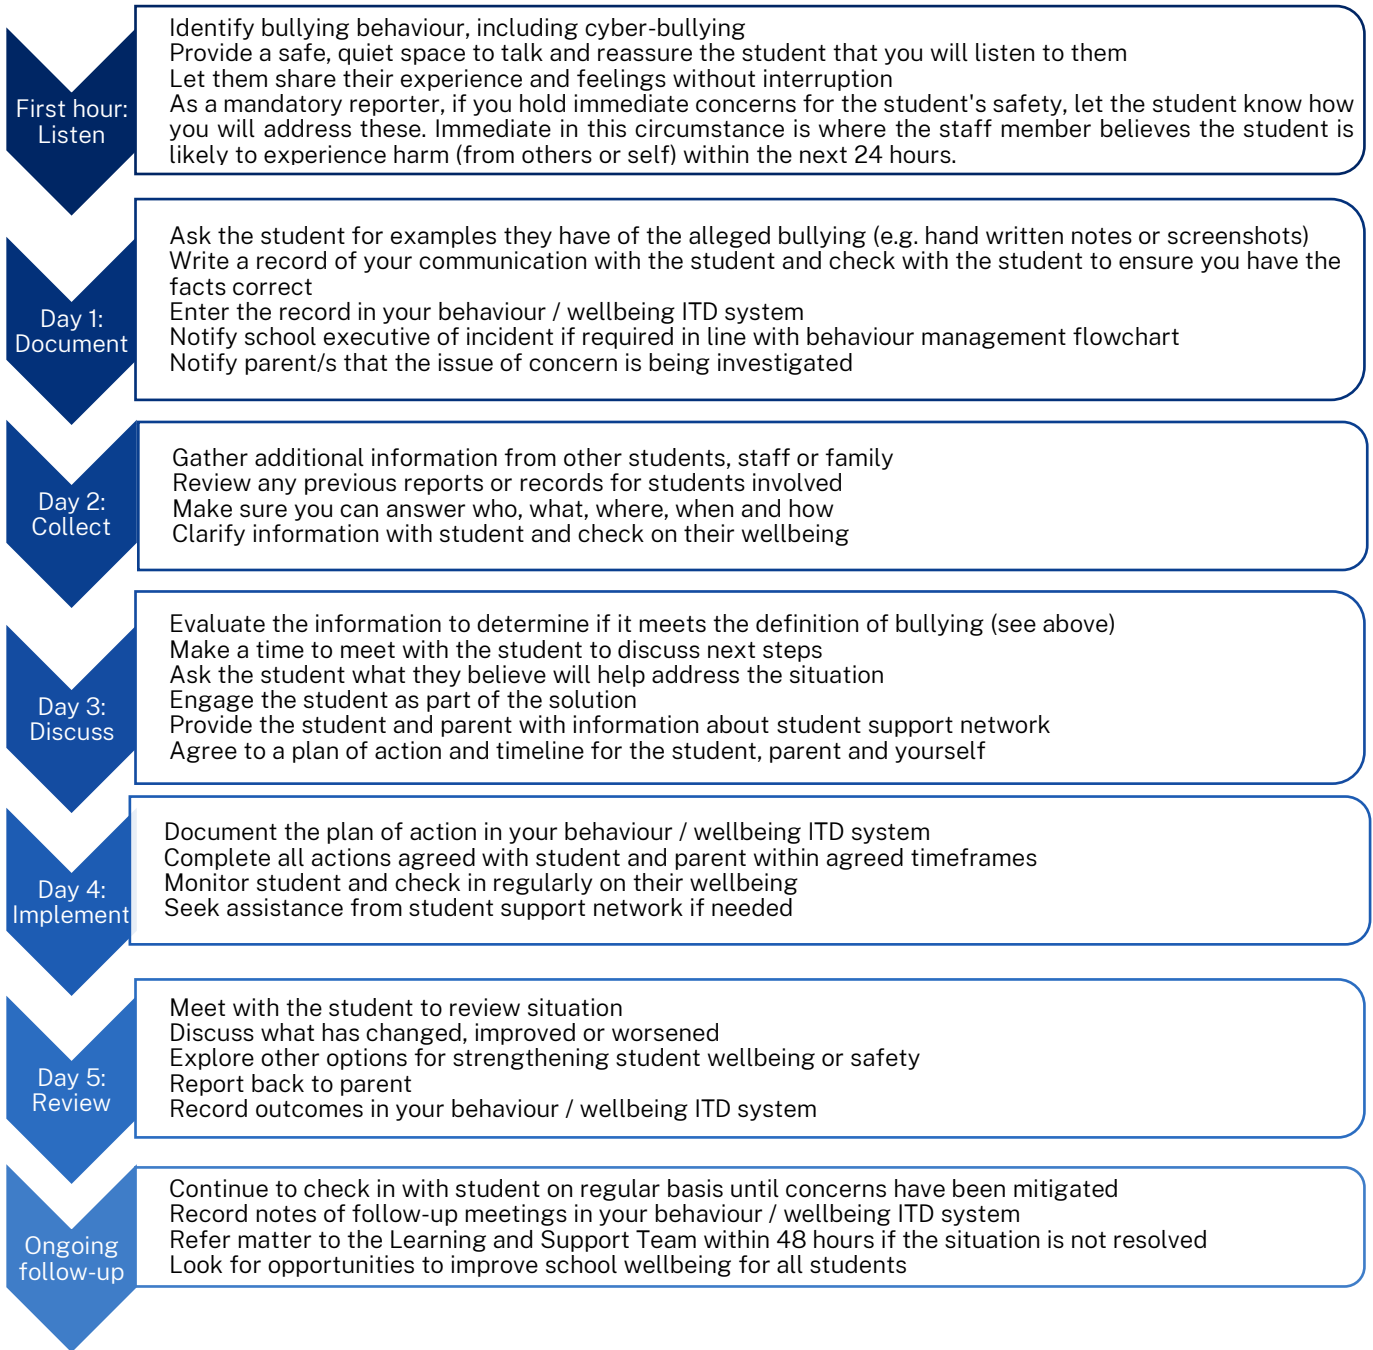 First hour:
Listen
Identify bullying behaviour, including cyber-bullying
Provide a safe, quiet space to talk and reassure the student that you will listen to them
Let them share their experience and feelings without interruption
As a mandatory reporter, if you hold immediate concerns for the student's safety, let the student know how
you will address these. Immediate in this circumstance is where the staff member believes the student is
likely to experience harm (from others or self) within the next 24 hours.
Day 1:
Document
Ask the student for examples they have of the alleged bullying (e.g. hand written notes or screenshots)
Write a record of your communication with the student and check with the student to ensure you have the
facts correct
Enter the record in your behaviour / wellbeing ITD system
Notify school executive of incident if required in line with behaviour management flowchart
Notify parent/s that the issue of concern is being investigated
Day 2:
Collect
Gather additional information from other students, staff or family
Review any previous reports or records for students involved
Make sure you can answer who, what, where, when and how
Clarify information with student and check on their wellbeing
Day 3:
Discuss
Evaluate the information to determine if it meets the definition of bullying (see above)
Make a time to meet with the student to discuss next steps
Ask the student what they believe will help address the situation
Engage the student as part of the solution
Provide the student and parent with information about student support network
Agree to a plan of action and timeline for the student, parent and yourself
Day 4:
Implement
Document the plan of action in your behaviour / wellbeing ITD system
Complete all actions agreed with student and parent within agreed timeframes
Monitor student and check in regularly on their wellbeing
Seek assistance from student support network if needed
Day 5:
Review
Meet with the student to review situation
Discuss what has changed, improved or worsened
Explore other options for strengthening student wellbeing or safety
Report back to parent
Record outcomes in your behaviour / wellbeing ITD system
Ongoing
follow-up
Continue to check in with student on regular basis until concerns have been mitigated
Record notes of follow-up meetings in your behaviour / wellbeing ITD system
Refer matter to the Learning and Support Team within 48 hours if the situation is not resolved
Look for opportunities to improve school wellbeing for all students